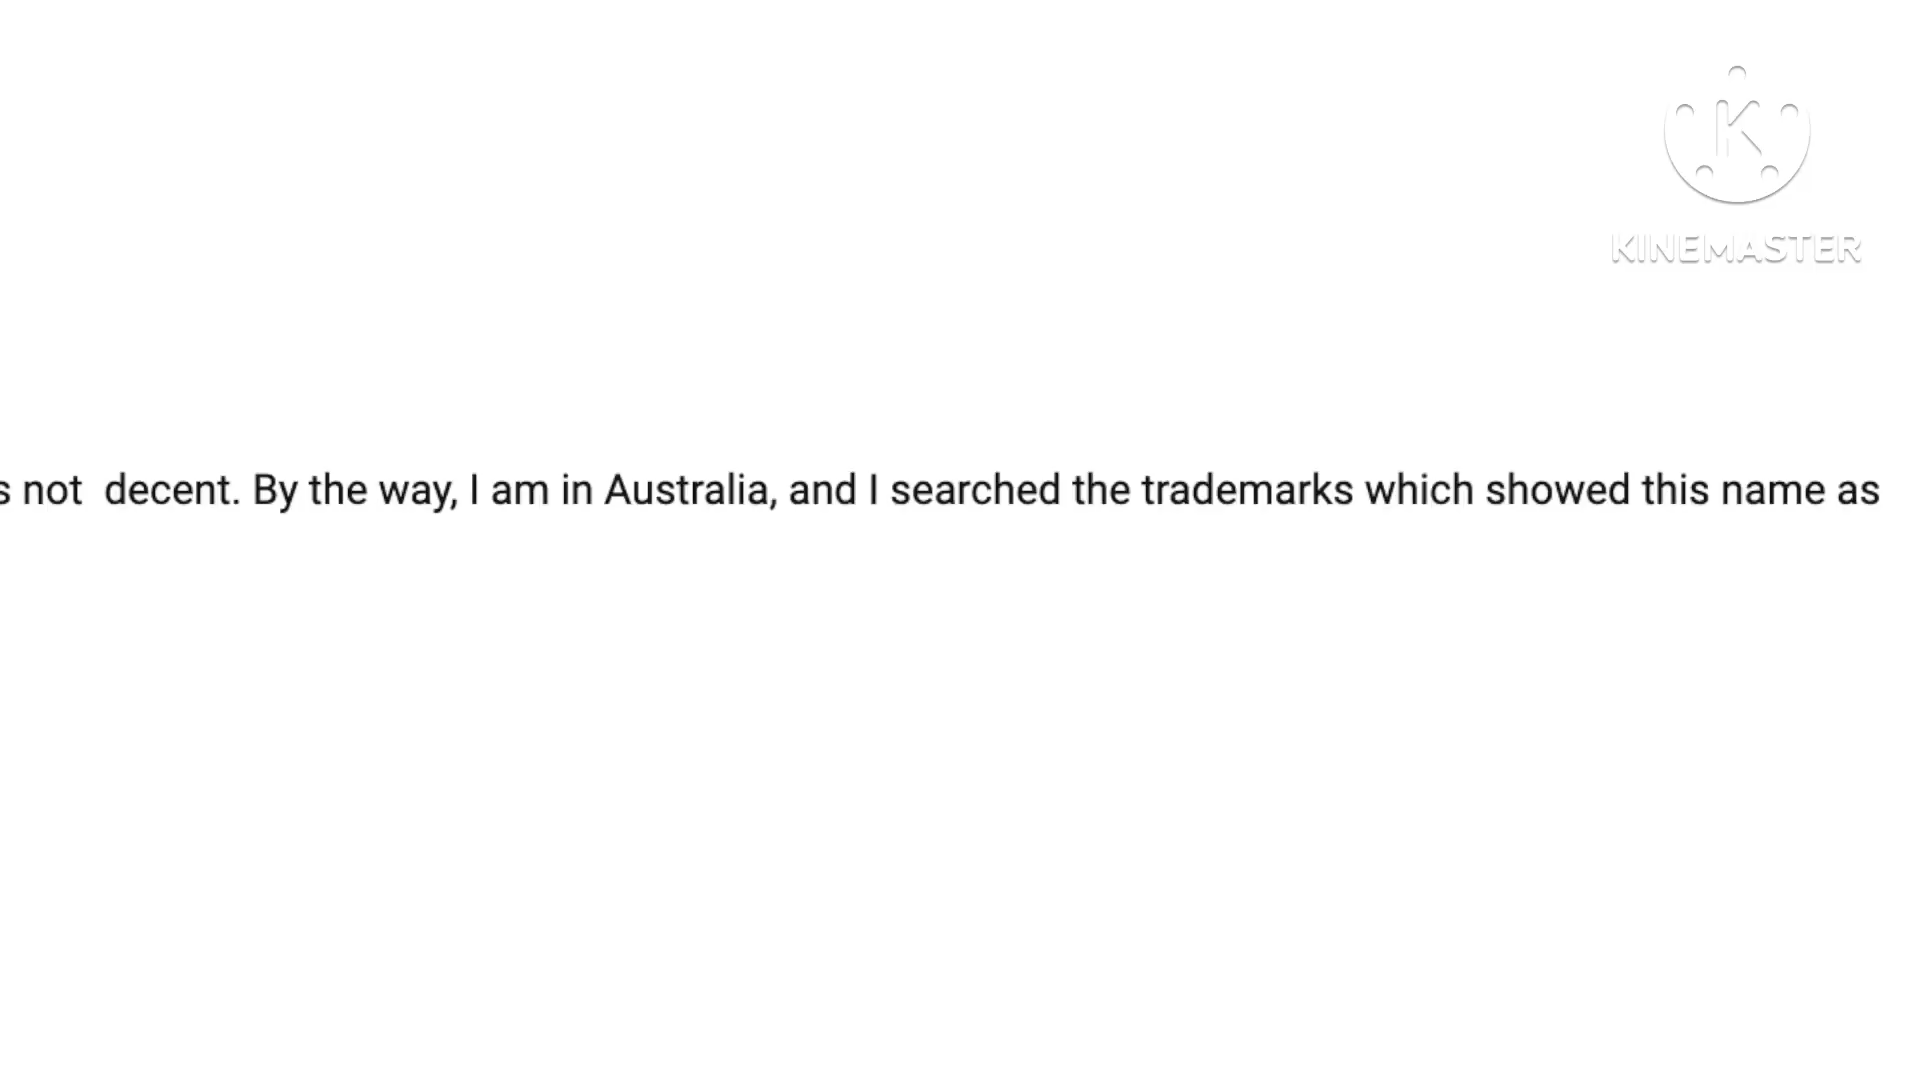 KINEMASTER
s not  decent. By the way, I am in Australia, and I searched the trademarks which showed this name as